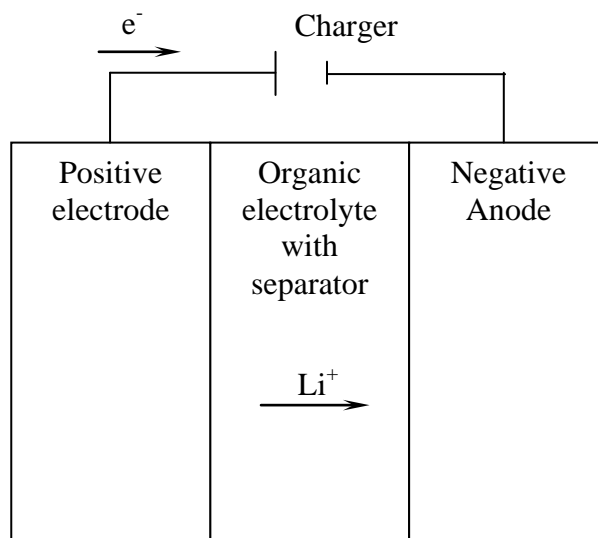 e-
Charger
Positive
electrode
Organic
electrolyte
with
separator
Negative
Anode
Li+